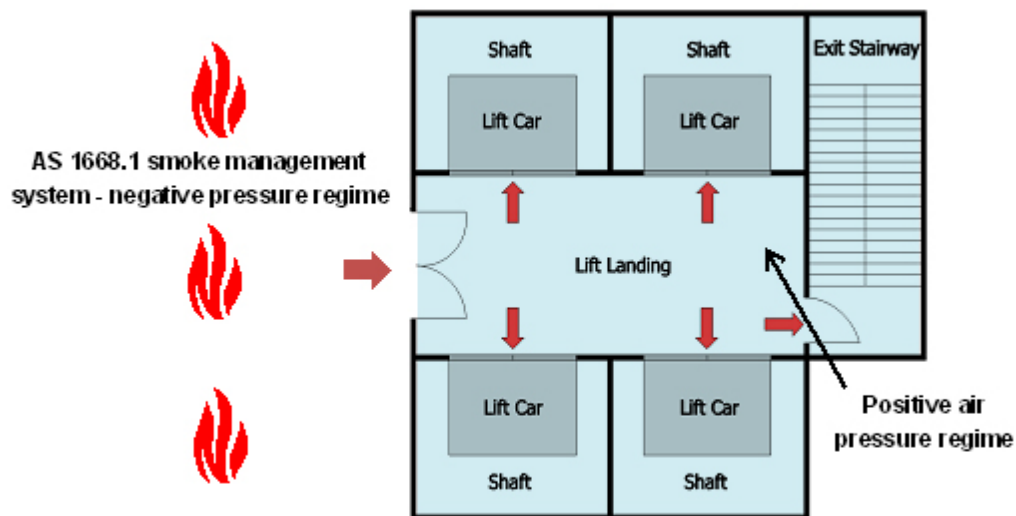 Shaft
Shaft
Exit Stairway
Lift Car
Lift Car
AS 1668.1 smoke management
system - negative pressure regime
Lift Landing
Lift Car
Lift Car
Positive air
pressure regime
Shaft
Shaft